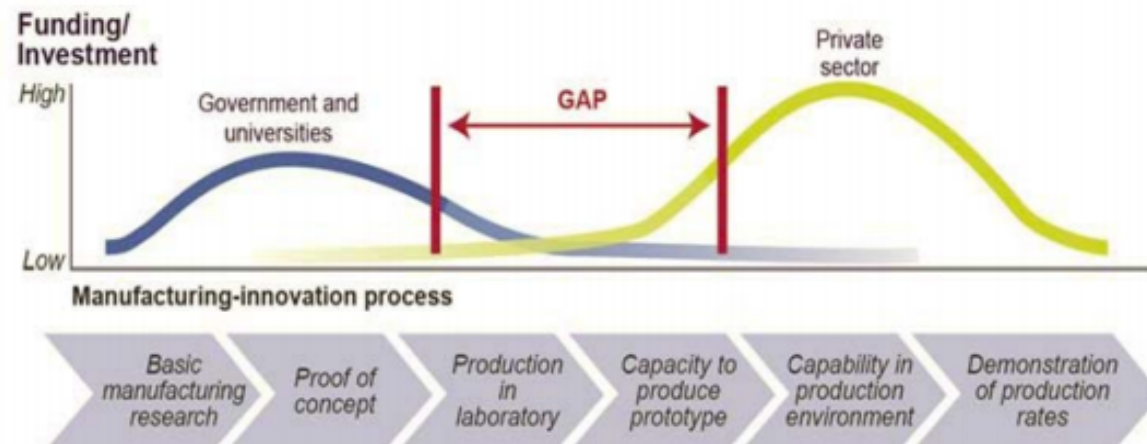 Funding/
Investment
High
Government and
universities
GAP
Private
sector
Low
Manufacturing-innovation process
Basic
manufacturing
research
Proof of
concept
Production
in
laboratory
Capacity to
produce
prototype
Capability in
production
environment
Demonstration
of production
rates